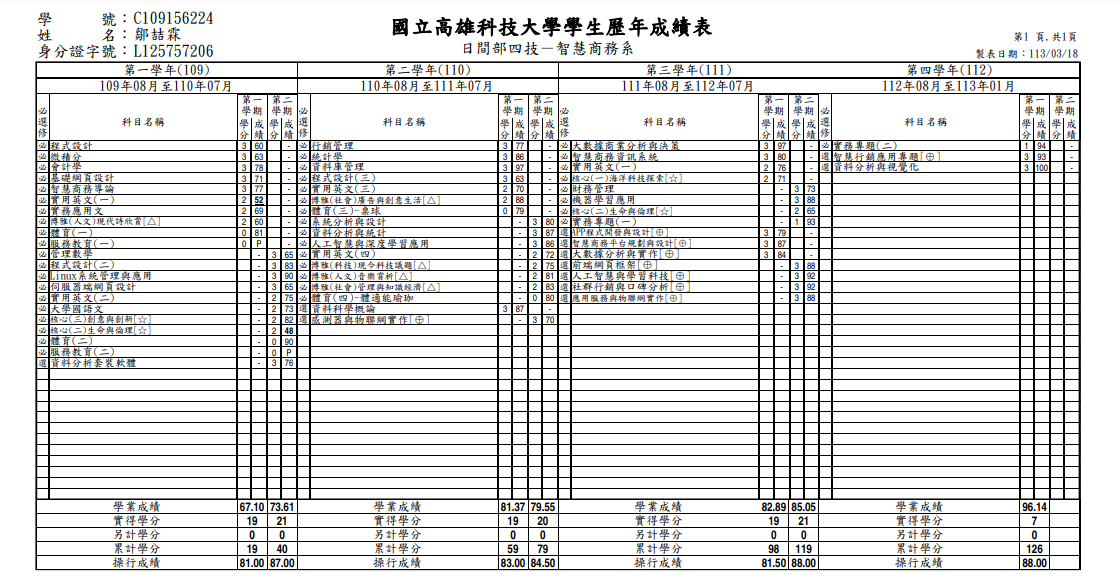 國立高雄科技大學學生歷年成績表
日間部四技－智慧商務系
學 號：C109156224
姓 名：鄔喆霖
身分證字號：L125757206
第1 頁,共1頁
製表日期：113/03/18
第一學年(109)
109年08月至110年07月
必選修 科目名稱 第一學期 學分 成績 第二學期 學分 成績
必 程式設計 3 60 -
必 微積分 3 63 -
必 會計學 3 78 -
必 基礎網頁設計 3 71 -
必 智慧商務導論 3 77 -
必 實用英文(一) 2 52 -
必 實務應用文 2 69 -
必 博雅(人文)現代詩欣賞[△] 2 60 -
必 體育(一) 0 81 -
必 服務教育(一) 0 P -
必 管理數學 - 3 65
必 程式設計(二) - 3 83
必 Linux系統管理與應用 - 3 90
必 伺服器端網頁設計 - 3 65
必 實用英文(二) - 2 75
必 大學國語文 - 2 73
必 核心(三)創意與創新[☆] - 2 82
必 核心(二)生命與倫理[☆] - 2 48
必 體育(二) - 0 90
必 服務教育(二) - 0 P
選 資料分析套裝軟體 - 3 76
學業成績 67.10 73.61
實得學分 19 21
另計學分 0 0
累計學分 19 40
操行成績 81.00 87.00
第二學年(110)
110年08月至111年07月
必選修 科目名稱 第一學期 學分 成績 第二學期 學分 成績
必 行銷管理 3 77 -
必 統計學 3 86 -
必 資料庫管理 3 97 -
必 程式設計(三) 3 63 -
必 實用英文(三) 2 70 -
必 博雅(社會)廣告與創意生活[△] 2 88 -
必 體育(三)-桌球 0 79 -
必 系統分析與設計 - 3 80
必 資料分析與統計 - 3 87
必 人工智慧與深度學習應用 - 3 86
必 實用英文(四) - 2 72
必 博雅(科技)現今科技議題[△] - 2 75
必 博雅(人文)音樂賞析[△] - 2 81
必 博雅(社會)管理與知識經濟[△] - 2 83
必 體育(四)-體適能瑜珈 - 0 80
選 資料科學概論 3 87 -
選 感測器與物聯網實作[⊕] - 3 70
學業成績 81.37 79.55
實得學分 19 20
另計學分 0 0
累計學分 59 79
操行成績 83.00 84.50
第三學年(111)
111年08月至112年07月
必選修 科目名稱 第一學期 學分 成績 第二學期 學分 成績
必 大數據商業分析與決策 3 97 -
必 智慧商務資訊系統 3 80 -
必 實用英文(一) 2 76 -
必 核心(一)海洋科技探索[☆] 2 71 -
必 財務管理 - 3 73
必 機器學習應用 - 3 88
必 核心(二)生命與倫理[☆] - 2 65
必 實務專題(一) - 1 93
選 APP程式開發與設計[⊕] 3 79 -
選 智慧商務平台規劃與設計[⊕] 3 87 -
選 大數據分析與實作[⊕] 3 84 -
選 前端網頁框架[⊕] - 3 88
選 人工智慧與學習科技[⊕] - 3 92
選 社群行銷與口碑分析[⊕] - 3 92
選 應用服務與物聯網實作[⊕] - 3 88
學業成績 82.89 85.05
實得學分 19 21
另計學分 0 0
累計學分 98 119
操行成績 81.50 88.00
第四學年(112)
112年08月至113年01月
必選修 科目名稱 第一學期 學分 成績 第二學期 學分 成績
必 實務專題(二) 1 94 -
選 智慧行銷應用專題[⊕] 3 93 -
選 資料分析與視覺化 3 100 -
學業成績 96.14
實得學分 7
另計學分 0
累計學分 126
操行成績 88.00